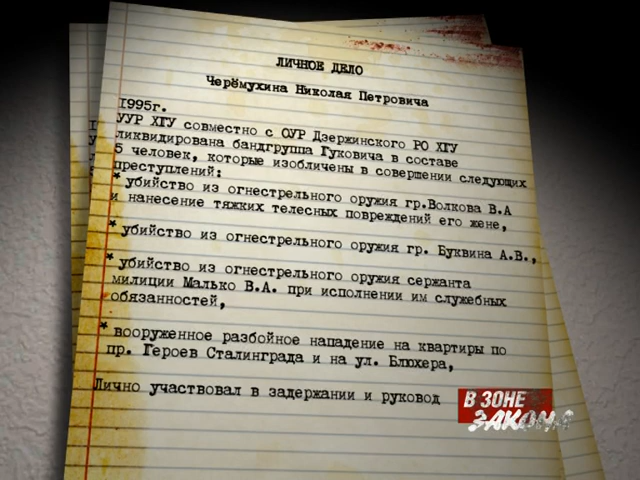 ЛИЧНОЕ ДЕЛО
Черёмухина Николая Петровича
1995г.
УУР ХГУ совместно с ОУР Дзержинского РО ХГУ
ликвидирована бандгруппа Гуковича в составе
5 человек, которые изобличены в совершении следующих
преступлений:
* убийство из огнестрельного оружия гр.Волкова В.А
и нанесение тяжких телесных повреждений его жене,
* убийство из огнестрельного оружия гр. Буквина А.В.,
* убийство из огнестрельного оружия сержанта
милиции Малько В.А. при исполнении им служебных
обязанностей,
* вооруженное разбойное нападение на квартиры по
пр. Героев Сталинграда и на ул. Блюхера,
Лично участвовал в задержании и руковод
В ЗОНЕ
ЗАКОНА